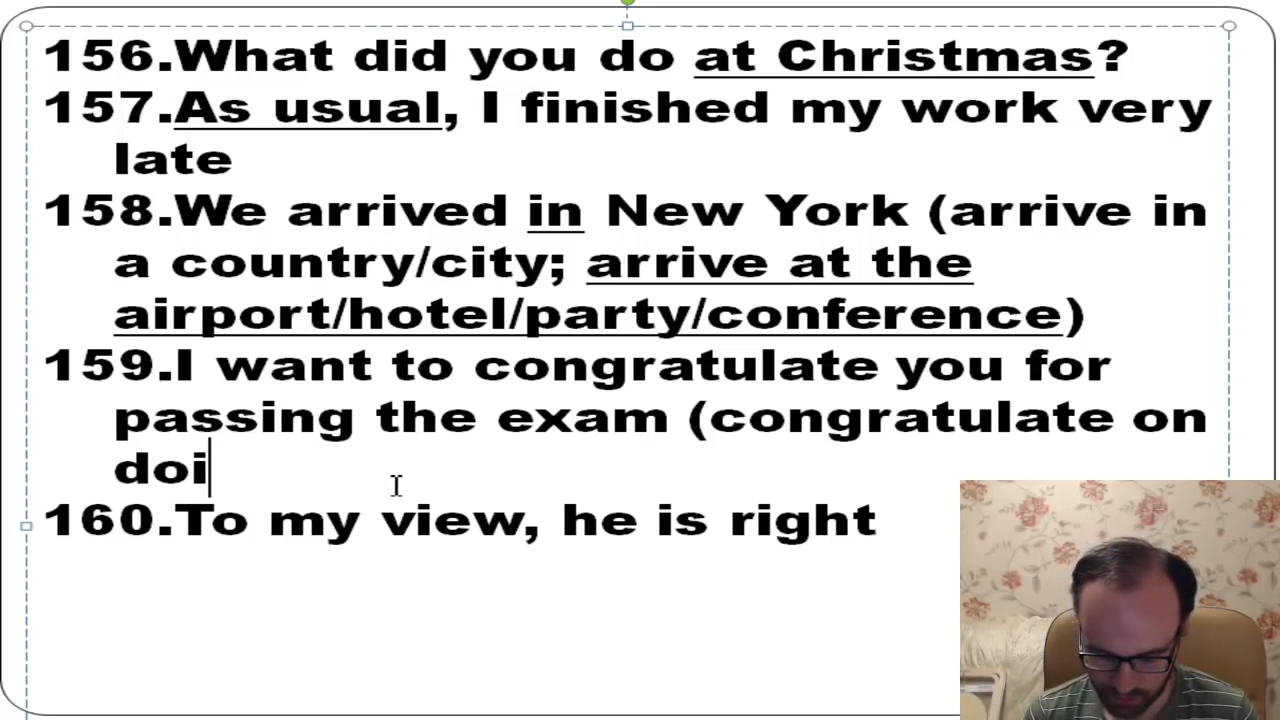 156.What did you do at Christmas?
157.As usual, I finished my work very
late
158.We arrived in New York (arrive in
a country/city; arrive at the
airport/hotel/party/conference)
159.I want to congratulate you for
passing the exam (congratulate on
doi
160.To my view, he is right